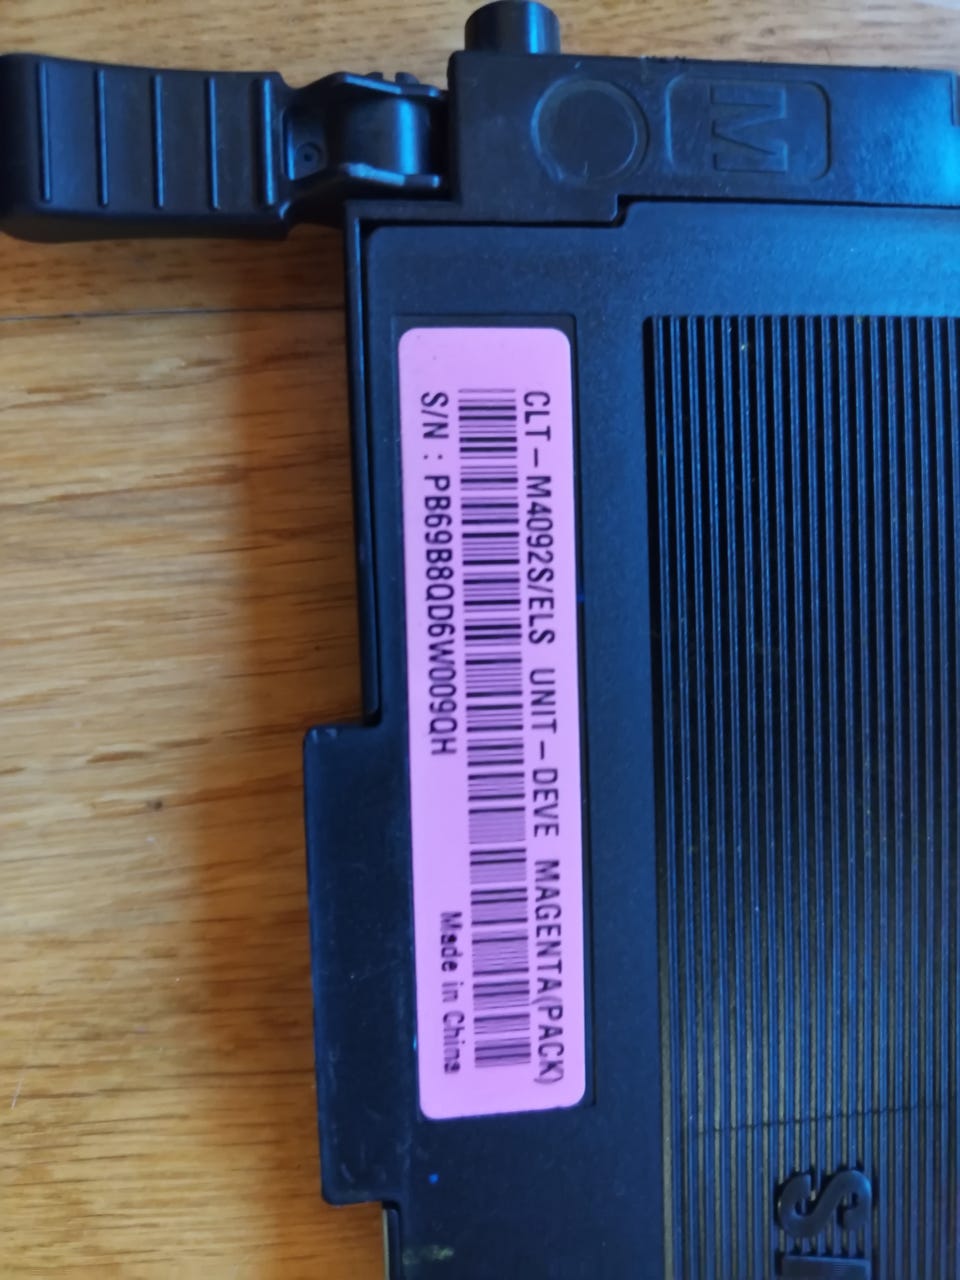 M
CLT-M4092S/ELS UNIT-DEVE MAGENTA(PACK)
S/N : PB69B8QD6W009QH
Made in China